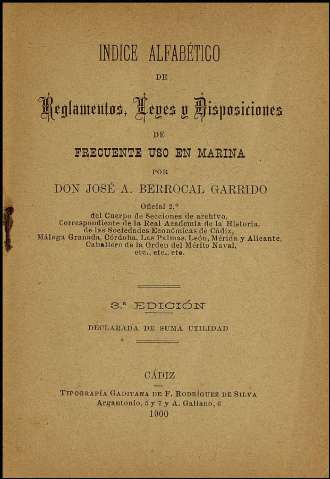 INDICE ALFABÉTICO
DE
Reglamentos, Leyes y Disposiciones
DE
FRECUENTE USO EN MARINA
POR
DON JOSÉ A. BERROCAL GARRIDO
Oficial 2.º
del Cuerpo de Secciones de archivo,
Correspondiente de la Real Academia de la Historia,
de las Sociedades Económicas de Cádiz,
Málaga Granada, Córdoba, Las Palmas, León, Mérida y Alicante,
Caballero de la Orden del Mérito Naval,
etc., etc., etc.
3.ª EDICIÓN
DECLARADA DE SUMA UTILIDAD
CÁDIZ
TIPOGRAFÍA GADITANA DE F. RODRÍGUEZ DE SILVA
Argantonio, 5 y 7 y A. Galiano, 6
1900